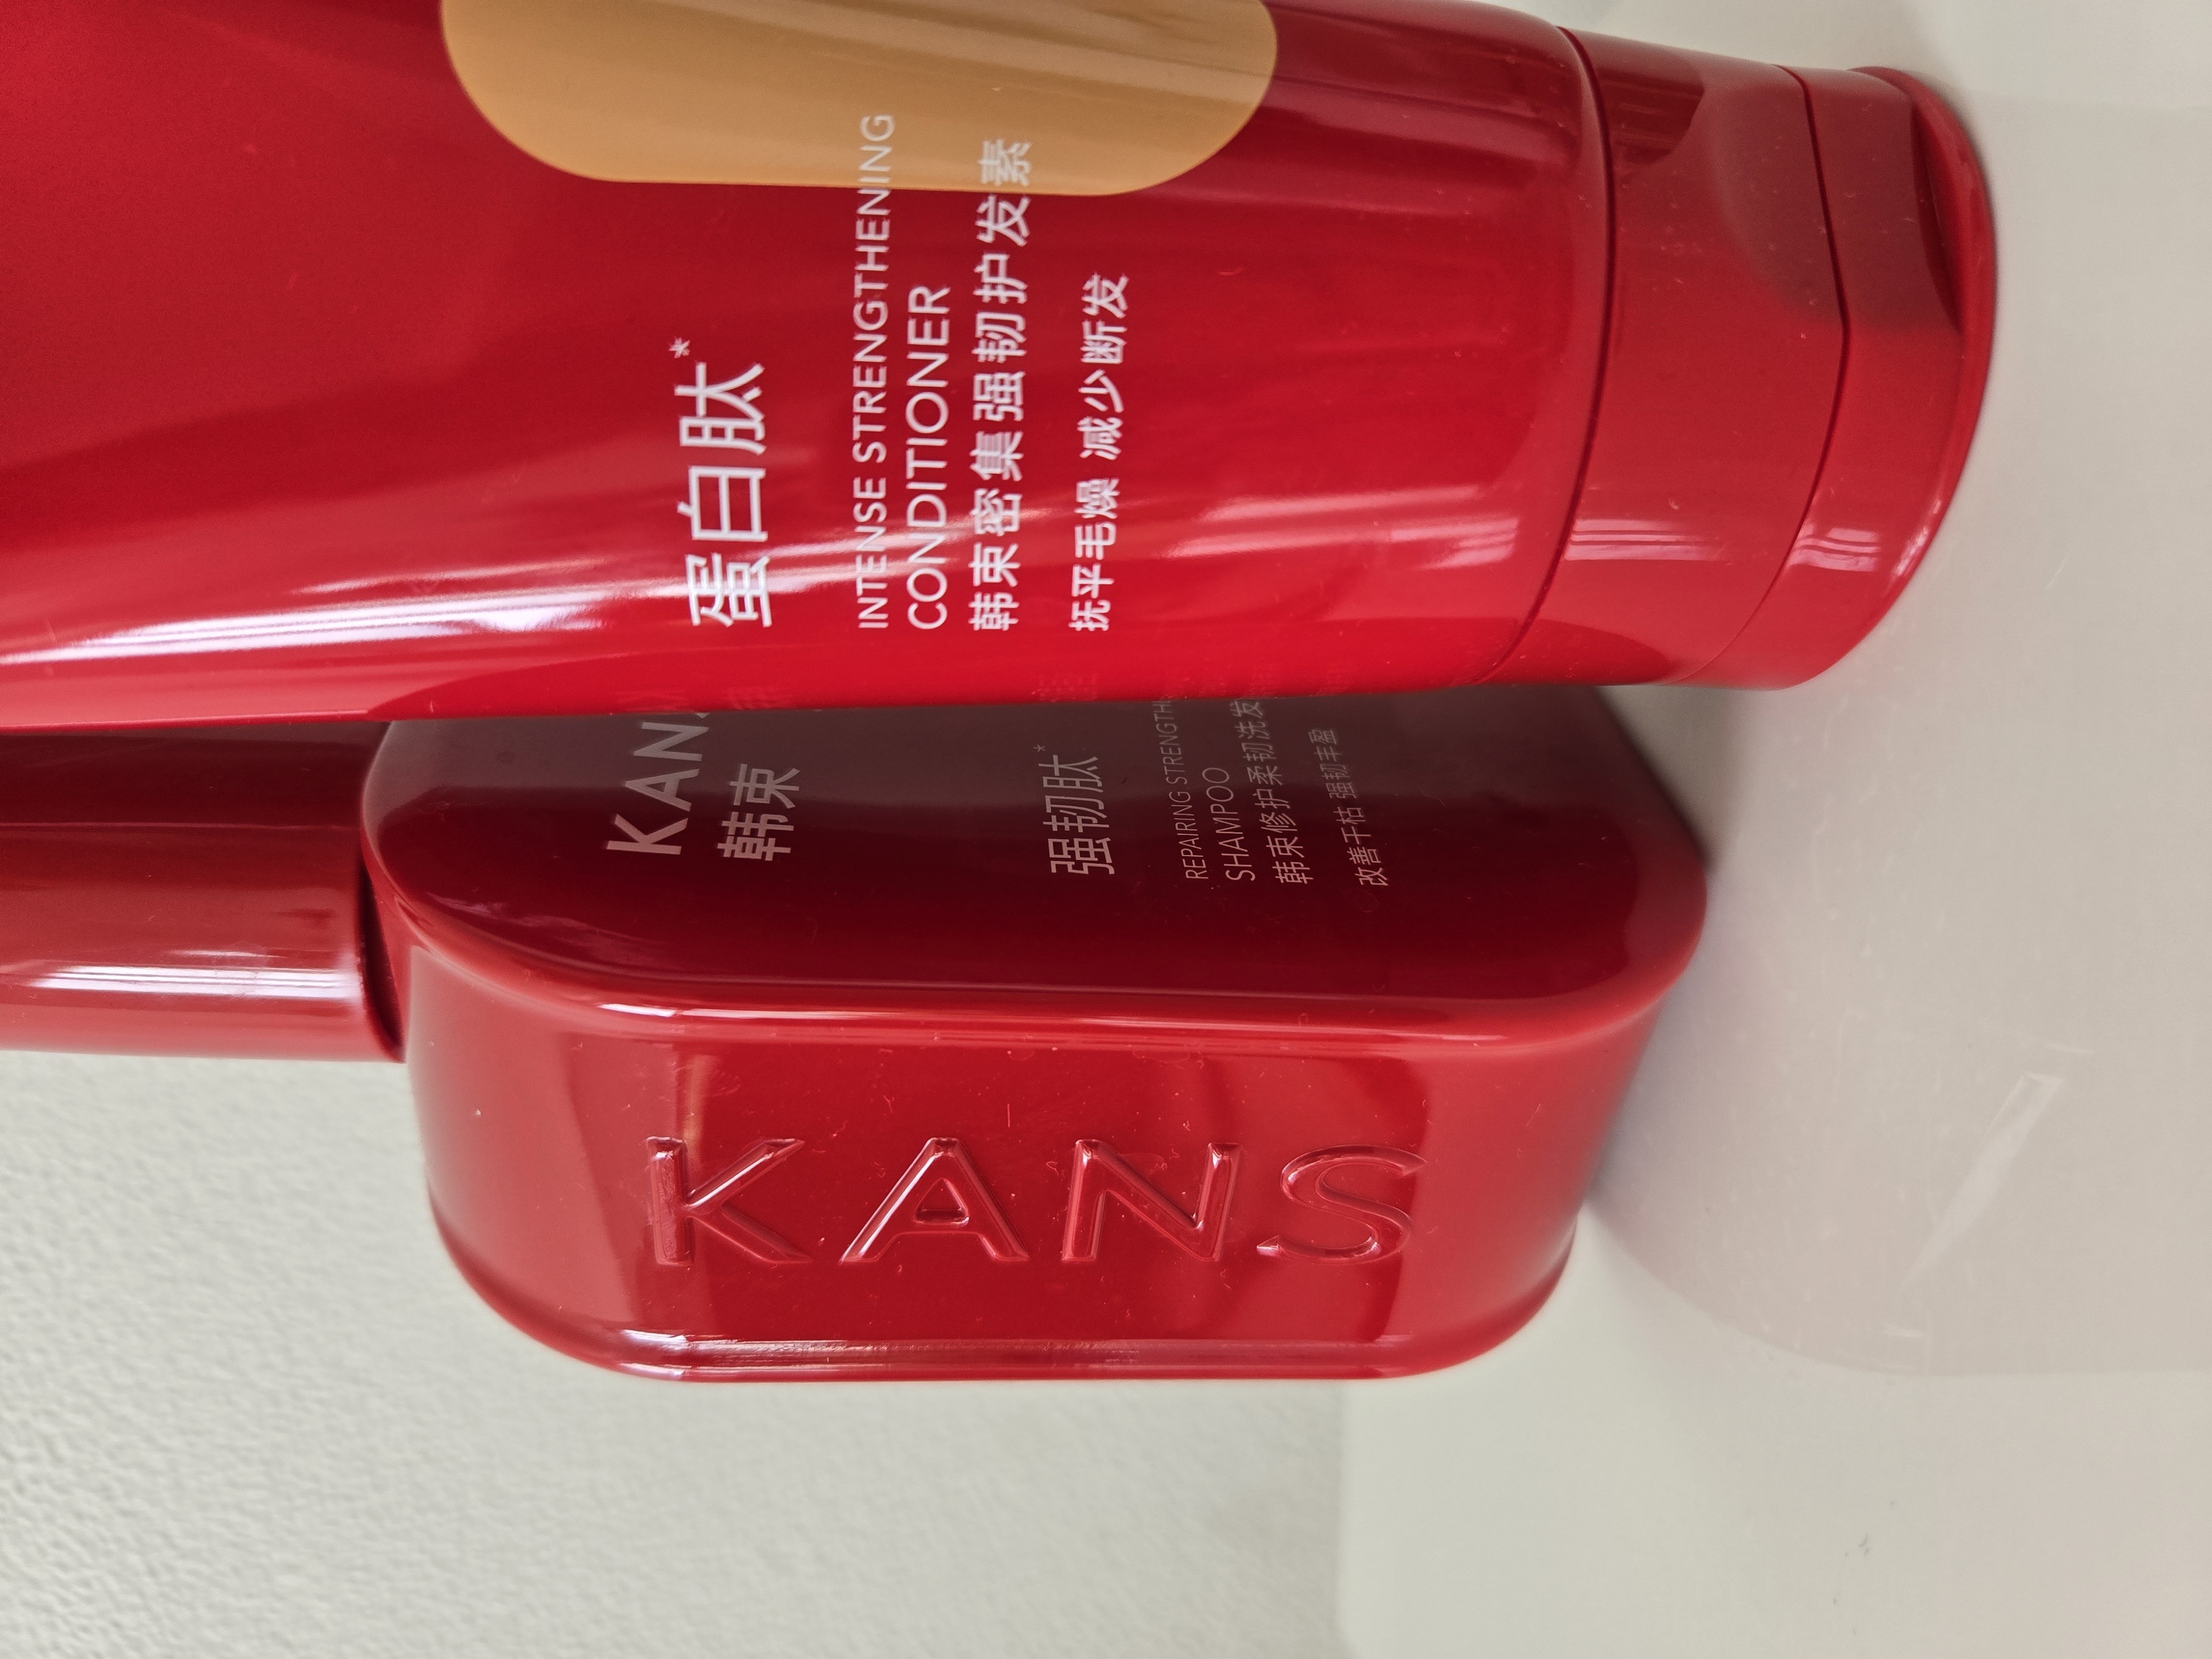 蛋白肽*
INTENSE STRENGTHENING
CONDITIONER
韩束密集强韧护发素
抚平毛燥 减少断发
KANS
韩束
强韧肽*
REPAIRING
SHAMPOO
韩束修护柔韧洗发
改善干枯 强韧丰盈
KANS